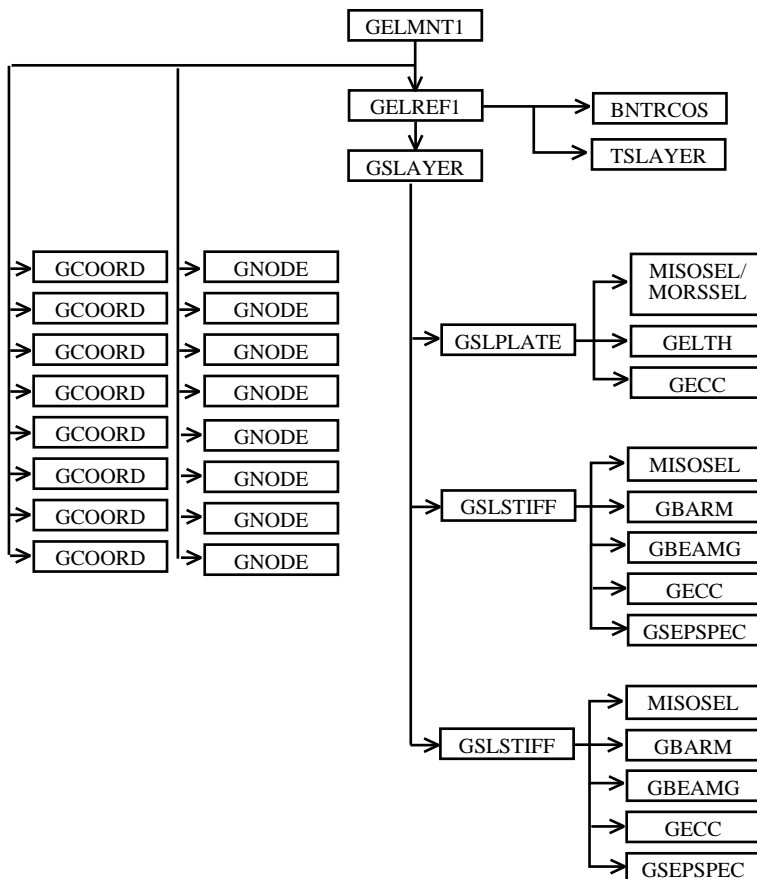 GELMNT1
GELREF1
BNTRCOS
TSLAYER
GSLAYER
GCOORD
GNODE
GCOORD
GNODE
GCOORD
GNODE
GCOORD
GNODE
GCOORD
GNODE
GCOORD
GNODE
GCOORD
GNODE
GCOORD
GNODE
GSLPLATE
MISOSEL/
MORSSEL
GELTH
GECC
GSLSTIFF
MISOSEL
GBARM
GBEAMG
GECC
GSEPSPEC
GSLSTIFF
MISOSEL
GBARM
GBEAMG
GECC
GSEPSPEC